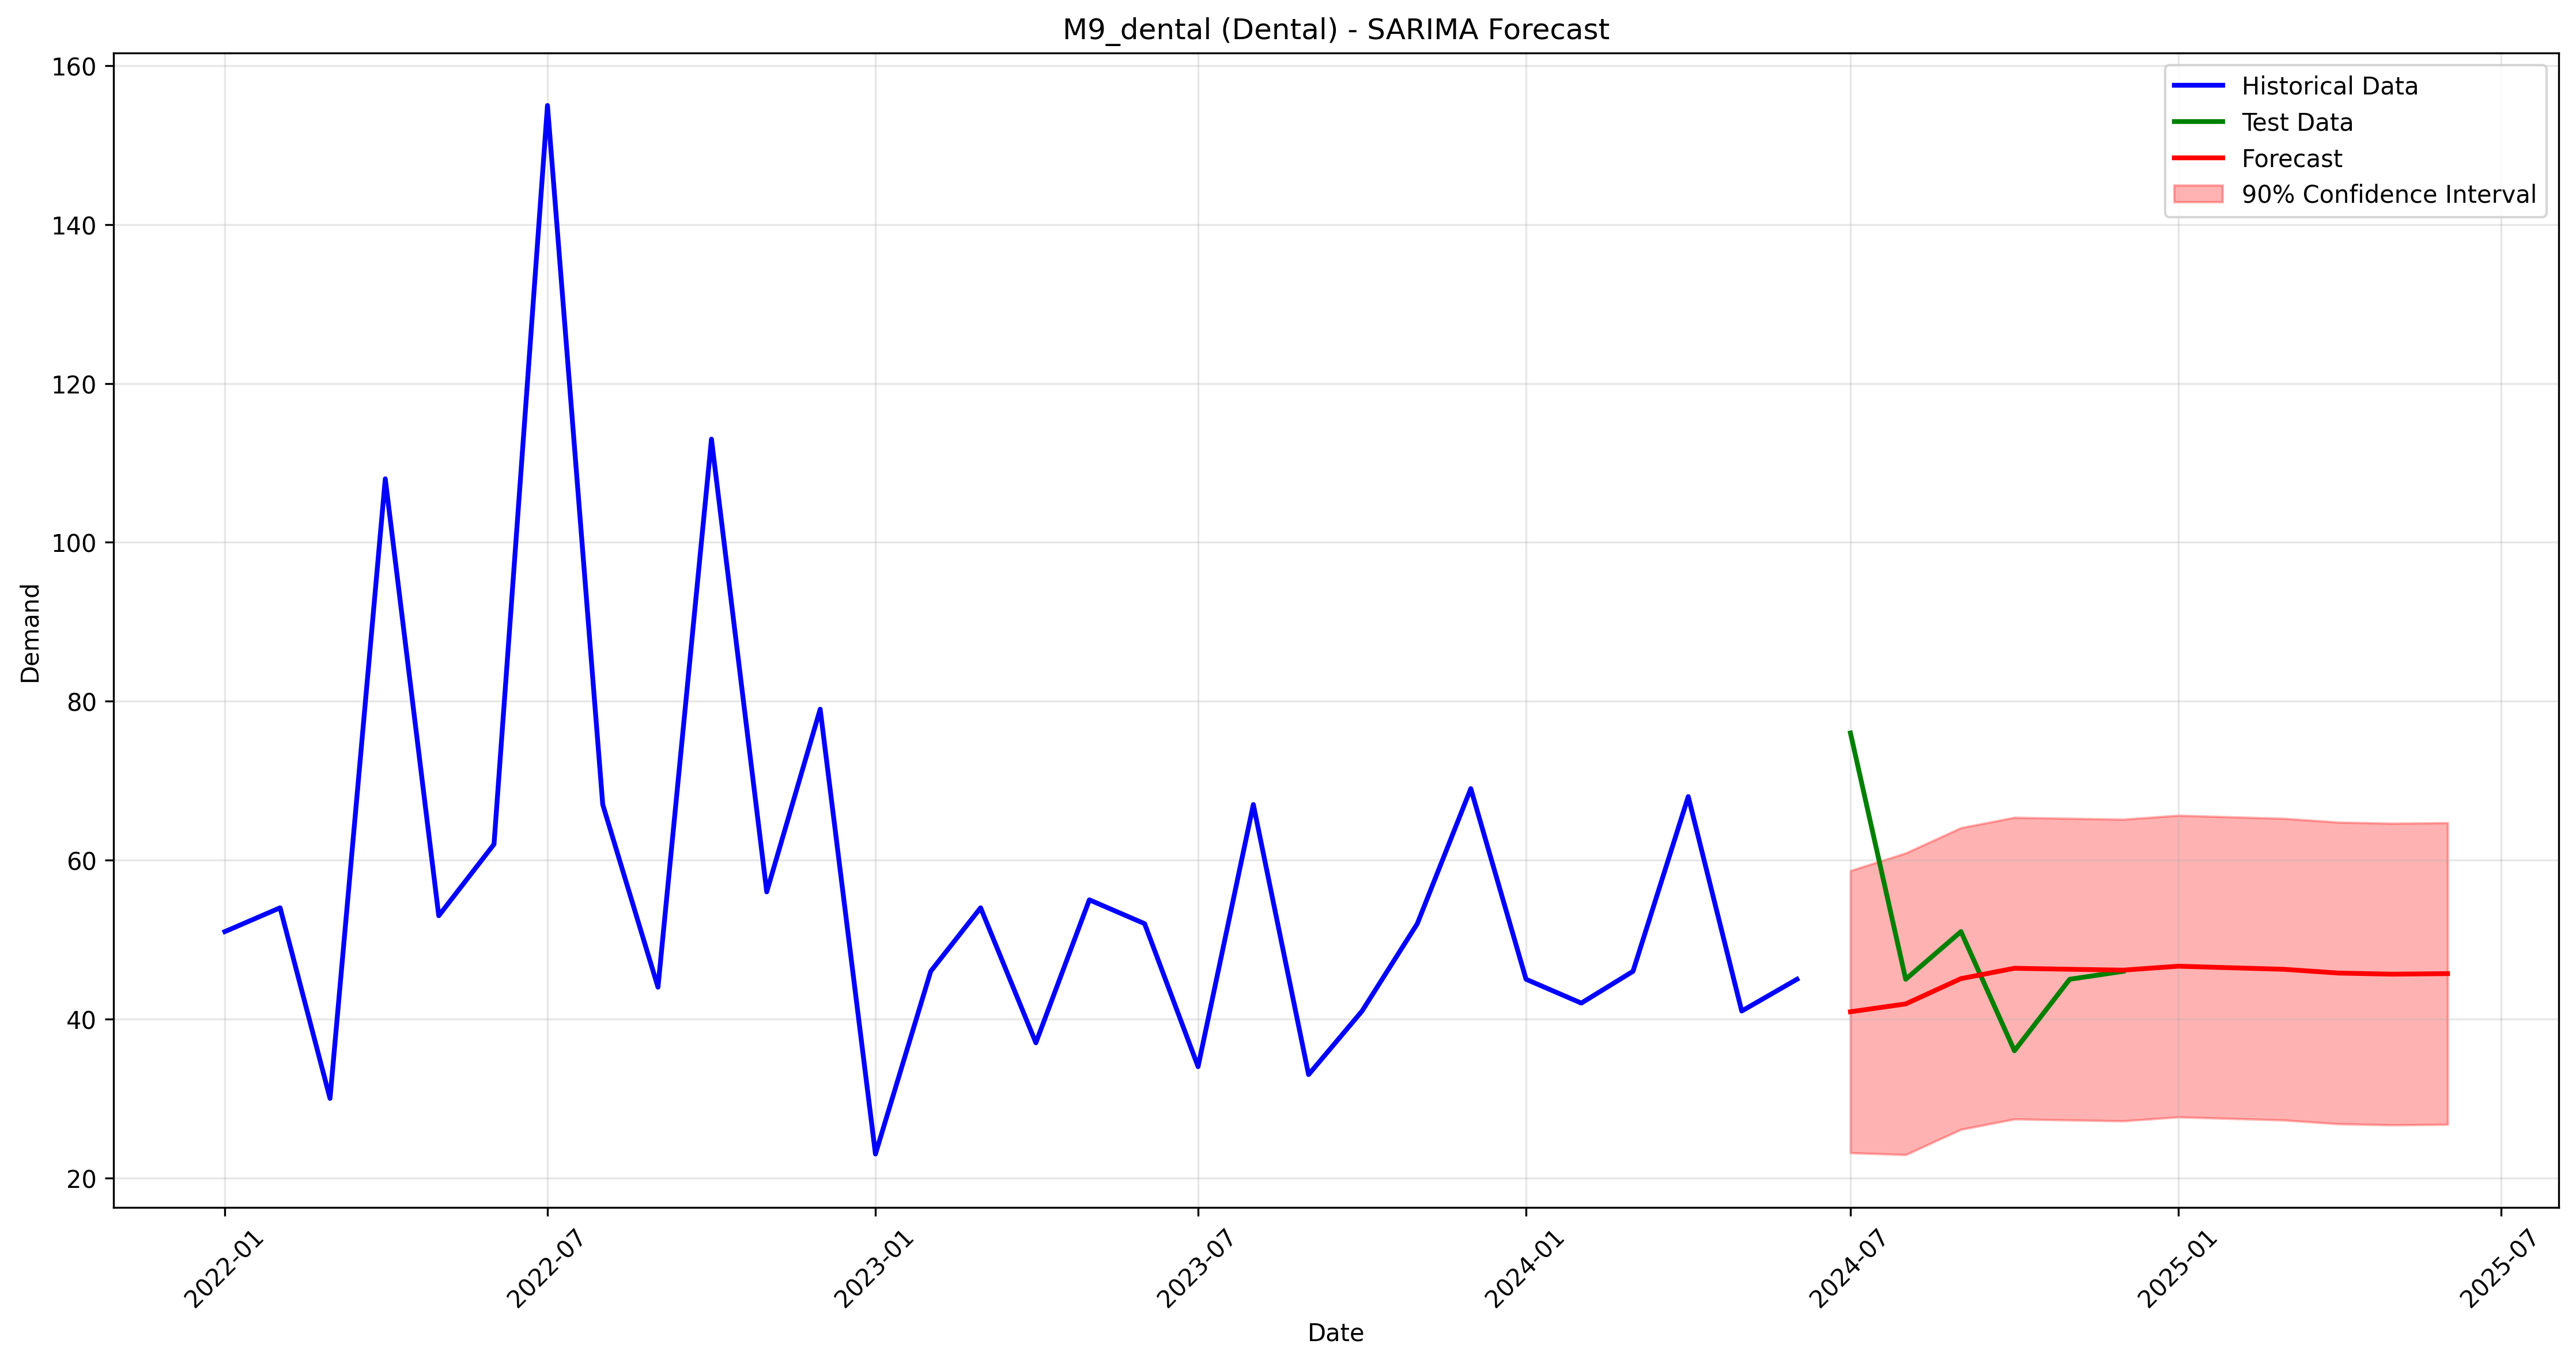 M9_dental (Dental) - SARIMA Forecast
Historical Data
Test Data
Forecast
90% Confidence Interval
Demand
160
140
120
100
80
60
40
20
2022-01
2022-07
2023-01
2023-07
2024-01
2024-07
2025-01
2025-07
Date